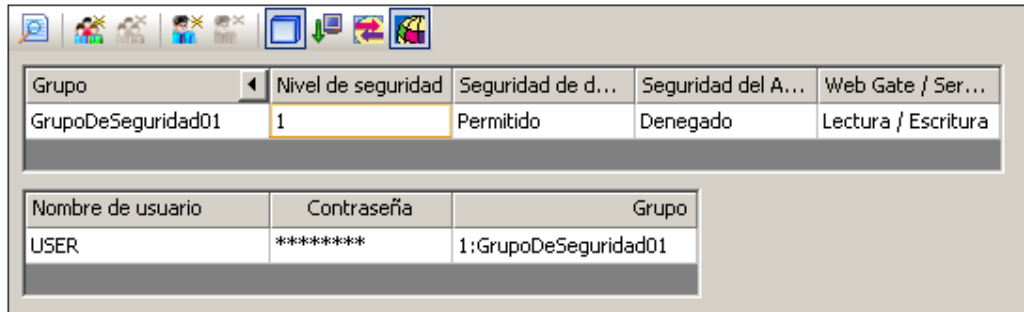 Grupo Nivel de seguridad Seguridad de d... Seguridad del A... Web Gate / Ser...
GrupoDeSeguridad01 1 Permitido Denegado Lectura / Escritura
Nombre de usuario Contraseña Grupo
USER ******** 1:GrupoDeSeguridad01